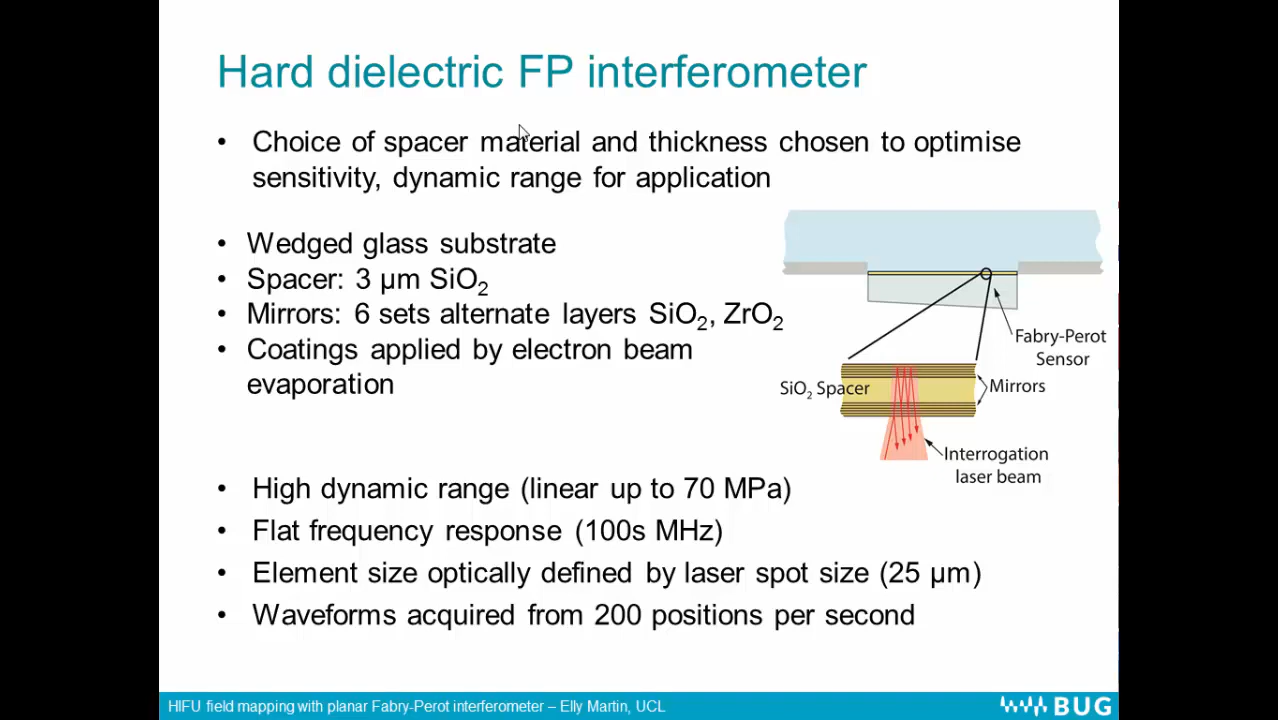 Hard dielectric FP interferometer
• Choice of spacer material and thickness chosen to optimise
sensitivity, dynamic range for application
• Wedged glass substrate
• Spacer: 3 µm SiO₂
• Mirrors: 6 sets alternate layers SiO₂, ZrO₂
• Coatings applied by electron beam
evaporation
Fabry-Perot
Sensor
SiO₂ Spacer
Mirrors
Interrogation
laser beam
• High dynamic range (linear up to 70 MPa)
• Flat frequency response (100s MHz)
• Element size optically defined by laser spot size (25 µm)
• Waveforms acquired from 200 positions per second
HIFU field mapping with planar Fabry-Perot interferometer – Elly Martin, UCL
BUG